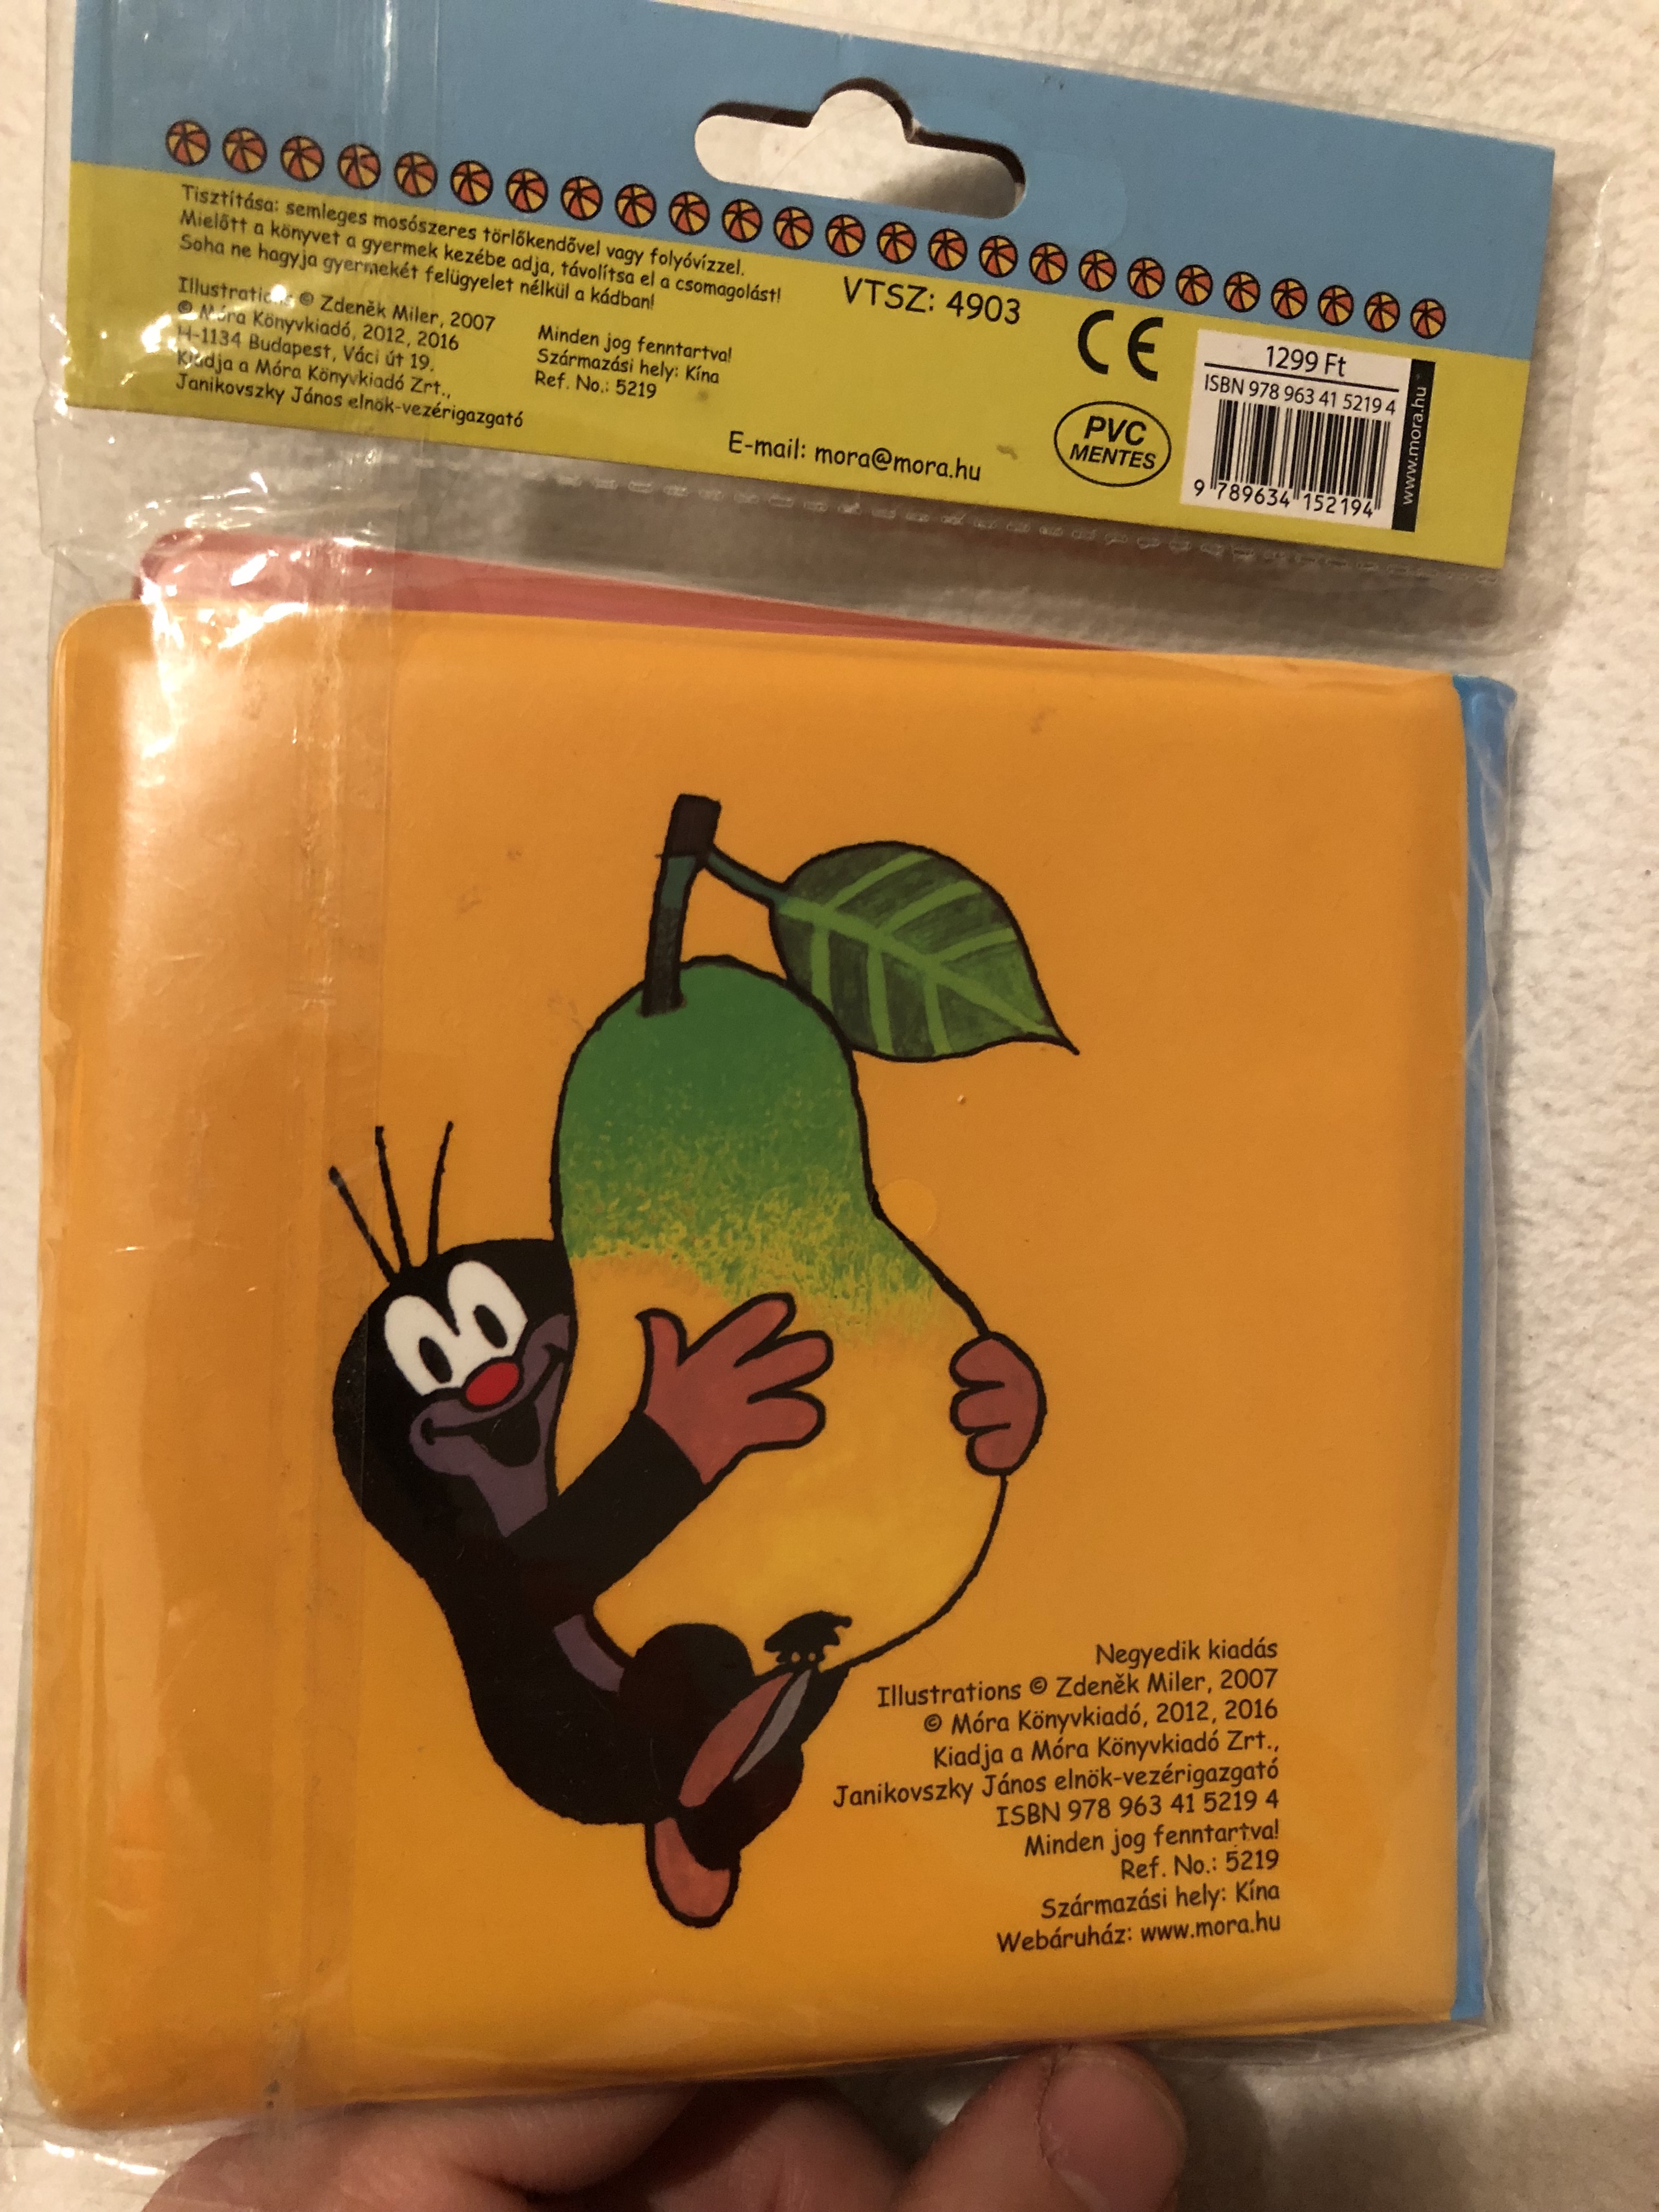 Tisztítása: semleges mosószeres törlőkendővel vagy folyóvízzel.
Mielőtt a könyvet a gyermek kezébe adja, távolítsa el a csomagolást!
Soha ne hagyja gyermekét felügyelet nélkül a kádban!
Illustrations © Zdeněk Miler, 2007
© Móra Könyvkiadó, 2012, 2016
H-1134 Budapest, Váci út 19.
Kiadja a Móra Könyvkiadó Zrt.,
Janikovszky János elnök-vezérigazgató
Minden jog fenntartva!
Származási hely: Kína
Ref. No.: 5219
E-mail: mora@mora.hu
VTSZ: 4903
CE
PVC
MENTES
1299 Ft
ISBN 978 963 41 5219 4
9 789634 152194
www.mora.hu
Negyedik kiadás
Illustrations © Zdeněk Miler, 2007
© Móra Könyvkiadó, 2012, 2016
Kiadja a Móra Könyvkiadó Zrt.,
Janikovszky János elnök-vezérigazgató
ISBN 978 963 41 5219 4
Minden jog fenntartva!
Ref. No.: 5219
Származási hely: Kína
Webáruház: www.mora.hu